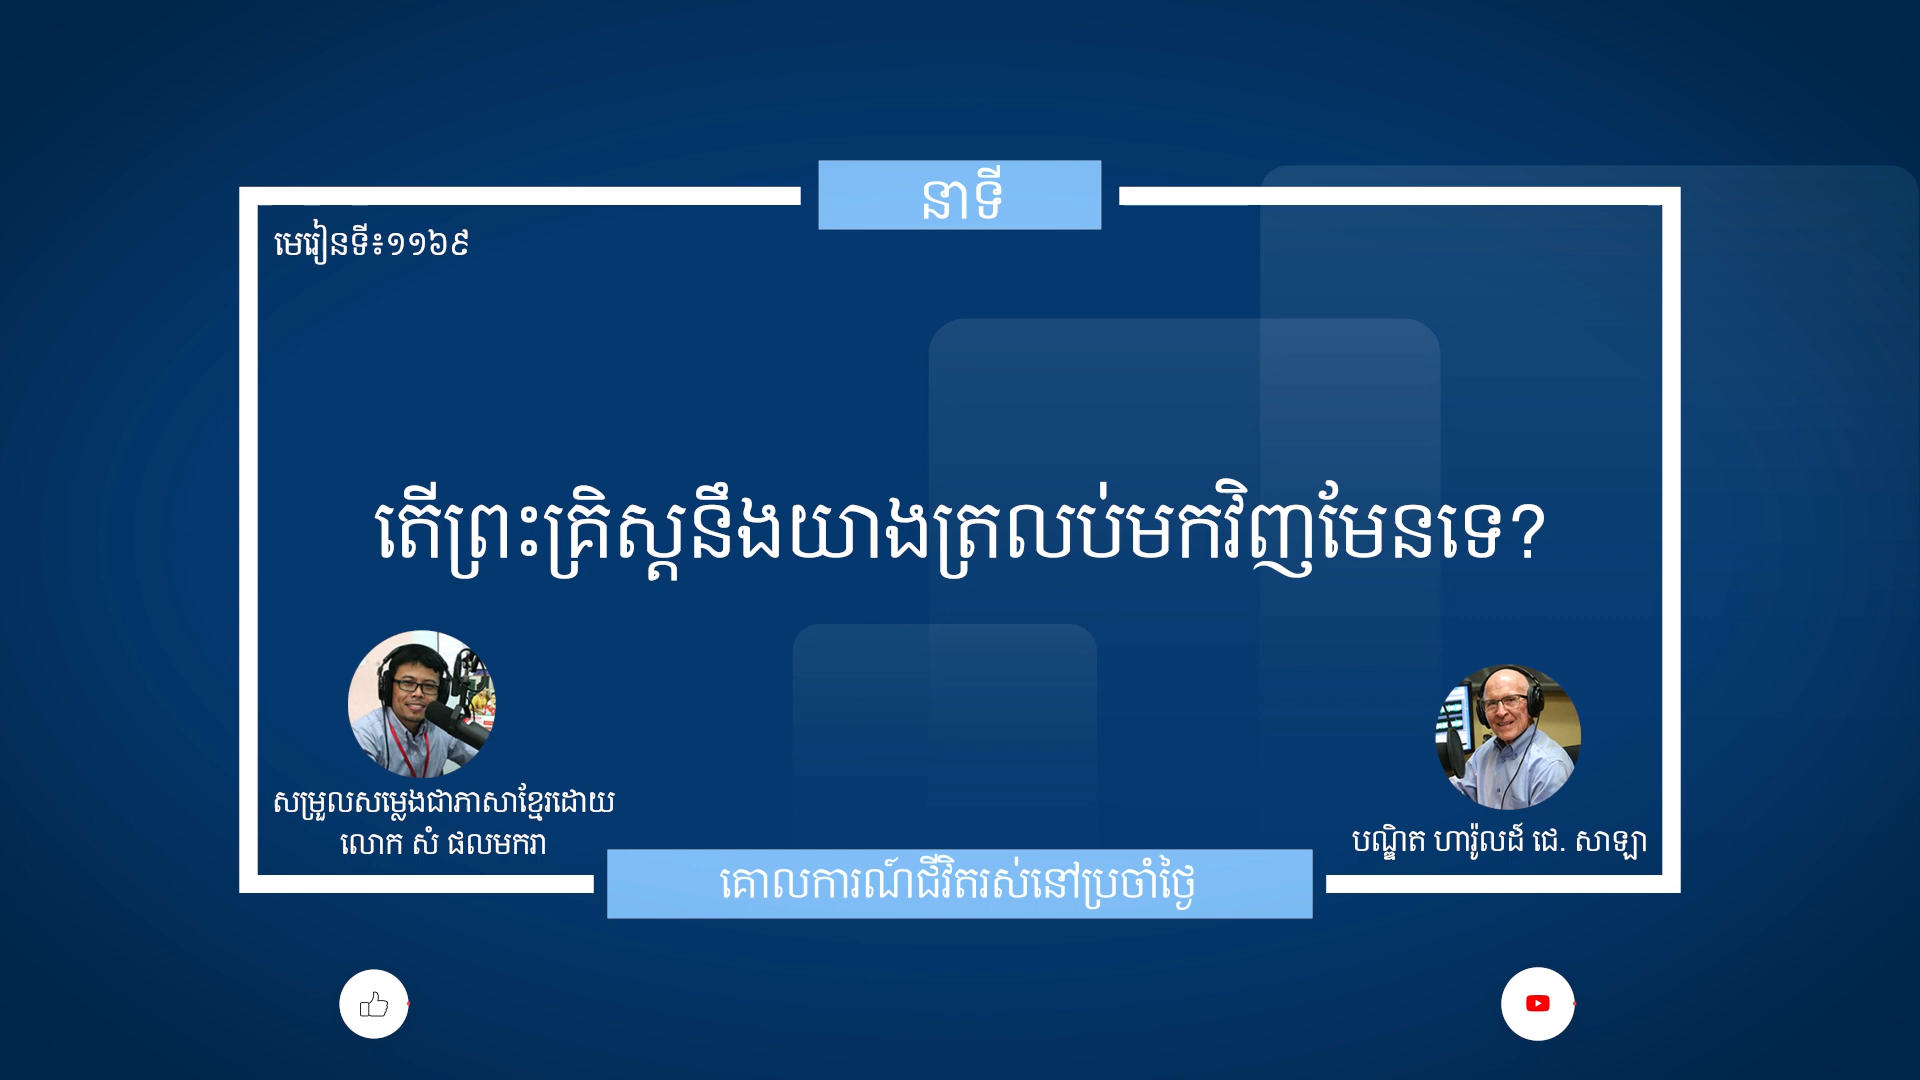 នាទី
មេរៀនទី៖១១៦៩
តើព្រះគ្រិស្តនឹងយាងត្រលប់មកវិញមែនទេ?
សម្រួលសម្លេងជាភាសាខ្មែរដោយ
លោក សំ ផលមករា
បណ្ឌិត ហារ៉ូលដ៍ ជេ. សាឡា
គោលការណ៍ជីវិតរស់នៅប្រចាំថ្ងៃ